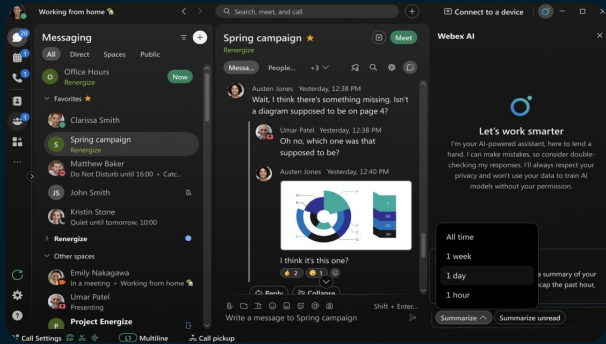 Working from home
Search, meet, and call
Connect to a device
Messaging
All Direct Spaces Public
Office Hours
Renergize
Now
Favorites
Clarissa Smith
Spring campaign
Renergize
Matthew Baker
Do Not Disturb until 16:00 • Catc...
JS John Smith
Kristin Stone
Quiet until tomorrow, 10:00
Renergize
Other spaces
Emily Nakagawa
In a meeting • Working from home
Umar Patel
Presenting
P Project Energize
Call Settings
L1 Multiline
Call pickup
Spring campaign
Renergize
Meet
Messa... People... +3
Austen Jones Yesterday, 12:38 PM
Wait, I think there's something missing. Isn't
a diagram supposed to be on page 4?
Umar Patel Yesterday, 12:38 PM
Oh no, which one was that
supposed to be?
Austen Jones Yesterday, 12:40 PM
I think it's this one?
2 1
Reply Collapse
Shift + Enter...
Write a message to Spring campaign
Webex AI
Let's work smarter
I'm your AI-powered assistant, here to lend a
hand. I can make mistakes, so consider double-
checking my responses. I'll always respect your
privacy and won't use your data to train AI
models without your permission.
All time
1 week
1 day
1 hour
a summary of your
ecap the past hour,
Summarize
Summarize unread